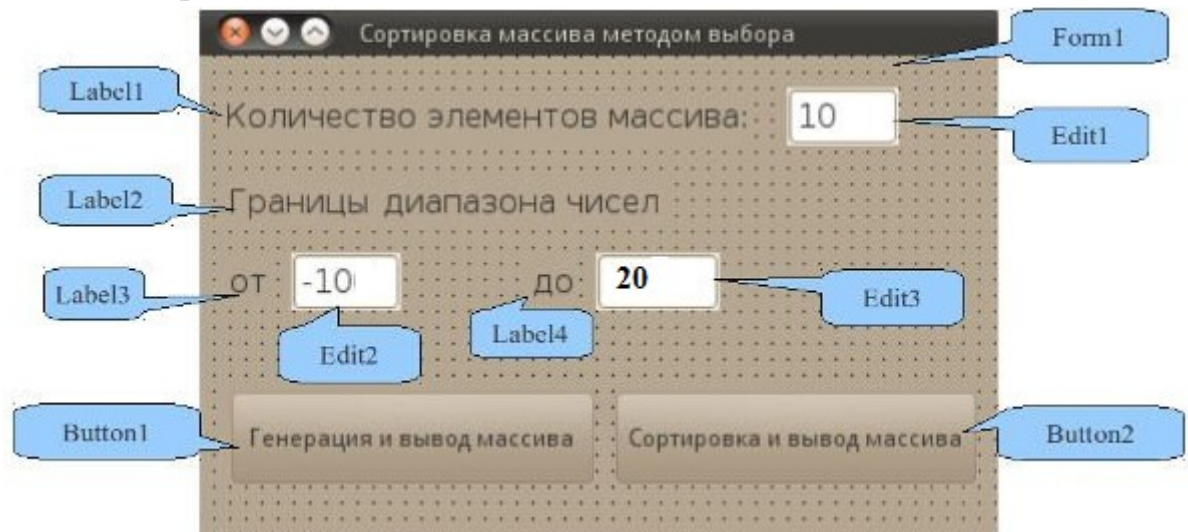 Сортировка массива методом выбора
Form1
Label1
Количество элементов массива:
10
Edit1
Label2
Границы диапазона чисел
Label3
от
-10
до
20
Edit3
Edit2
Label4
Button1
Генерация и вывод массива
Сортировка и вывод массива
Button2